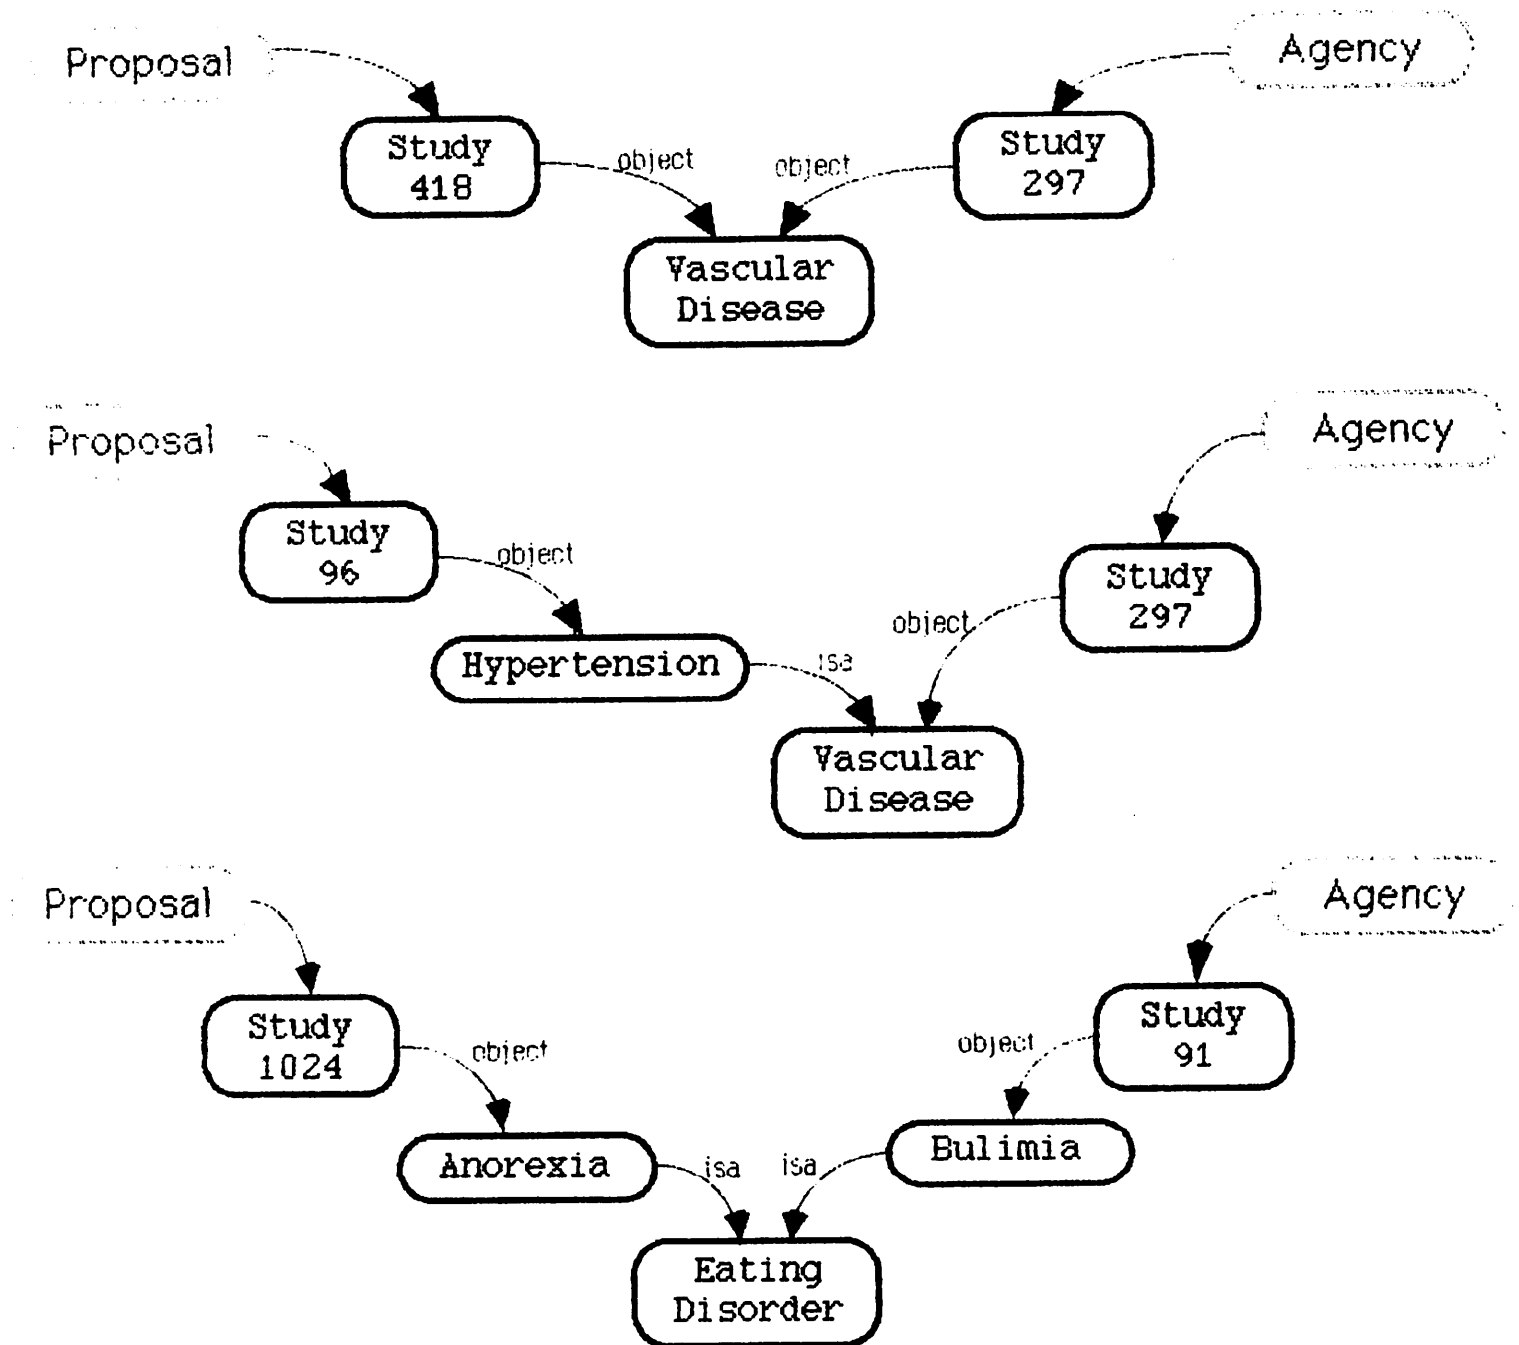 Proposal
Agency
Study
418
object
object
Study
297
Vascular
Disease
Proposal
Agency
Study
96
object
Study
297
object
Hypertension
isa
Vascular
Disease
Proposal
Agency
Study
1024
object
object
Study
91
Anorexia
isa
isa
Bulimia
Eating
Disorder